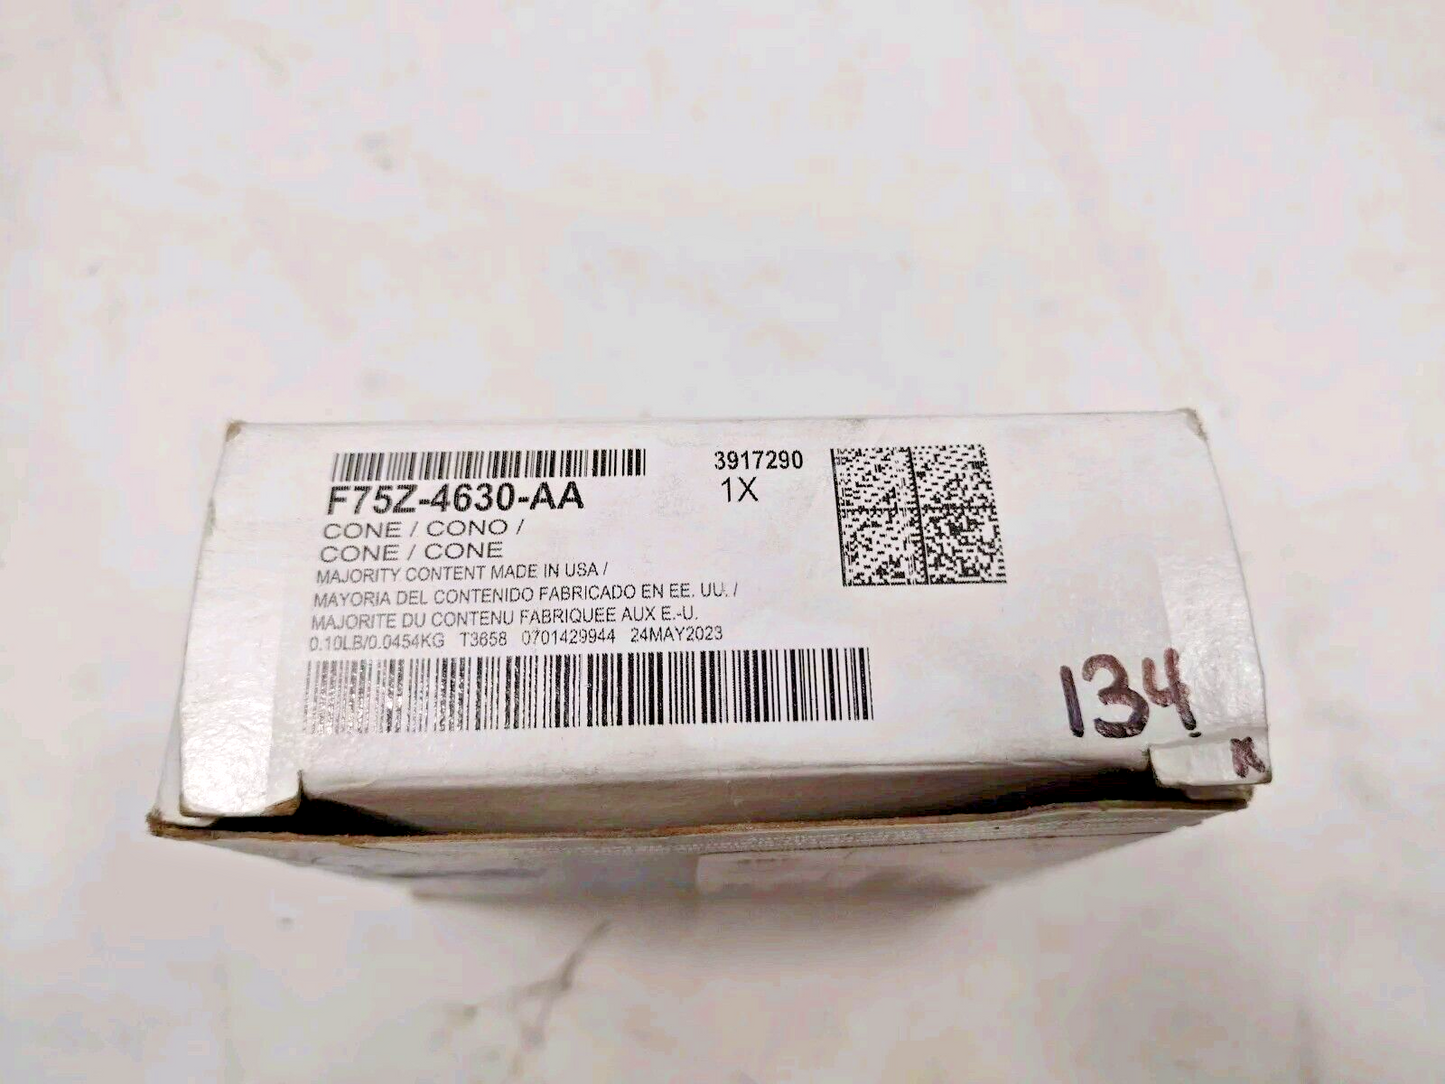 F75Z-4630-AA
3917290
1X
CONE / CONO /
CONE / CONE
MAJORITY CONTENT MADE IN USA /
MAYORIA DEL CONTENIDO FABRICADO EN EE. UU. /
MAJORITE DU CONTENU FABRIQUEE AUX E.-U.
0.10LB/0.0454KG T3658 0701429944 24MAY2023
134